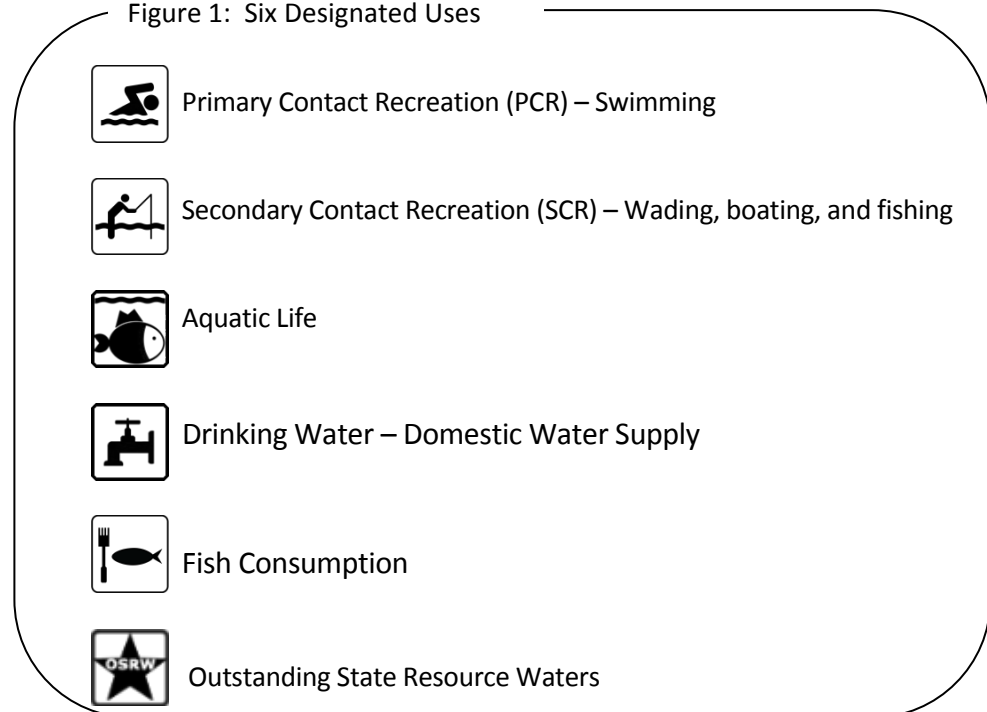 Figure 1: Six Designated Uses
Primary Contact Recreation (PCR) – Swimming
Secondary Contact Recreation (SCR) – Wading, boating, and fishing
Aquatic Life
Drinking Water – Domestic Water Supply
Fish Consumption
OSRW
Outstanding State Resource Waters